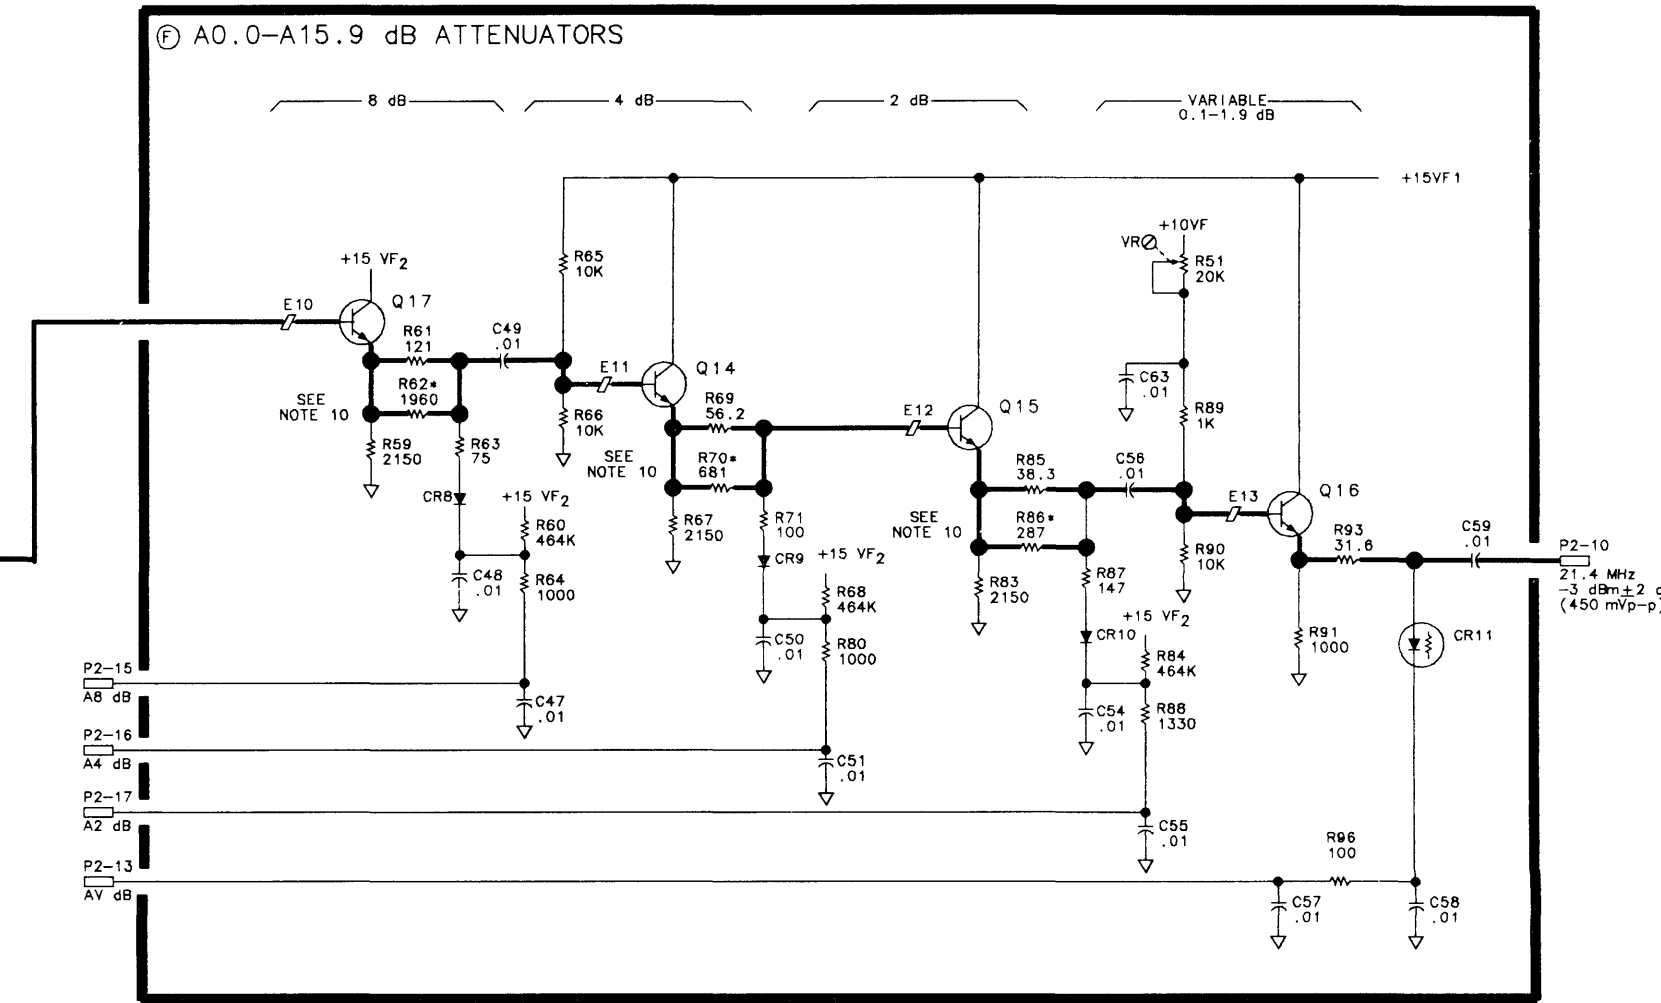 F A0.0-A15.9 dB ATTENUATORS
8 dB
4 dB
2 dB
VARIABLE
0.1-1.9 dB
+15VF1
+10VF
VR
R51
20K
+15 VF2
R65
10K
E10
Q17
R61
121
C49
.01
R62*
1960
SEE
NOTE 10
R59
2150
R63
75
CR8
+15 VF2
R60
464K
C48
.01
R64
1000
R66
10K
E11
Q14
R69
56.2
R70*
681
SEE
NOTE 10
R67
2150
R71
100
CR9
+15 VF2
R68
464K
C50
.01
R80
1000
E12
Q15
C63
.01
R89
1K
R85
38.3
C56
.01
R86*
287
SEE
NOTE 10
R83
2150
R87
147
+15 VF2
CR10
R84
464K
C54
.01
R88
1330
E13
Q16
R90
10K
R93
31.6
C59
.01
R91
1000
CR11
P2-10
21.4 MHz
-3 dBm±2 d
(450 mVp-p)
P2-15
A8 dB
C47
.01
P2-16
A4 dB
C51
.01
P2-17
A2 dB
C55
.01
P2-13
AV dB
R96
100
C57
.01
C58
.01